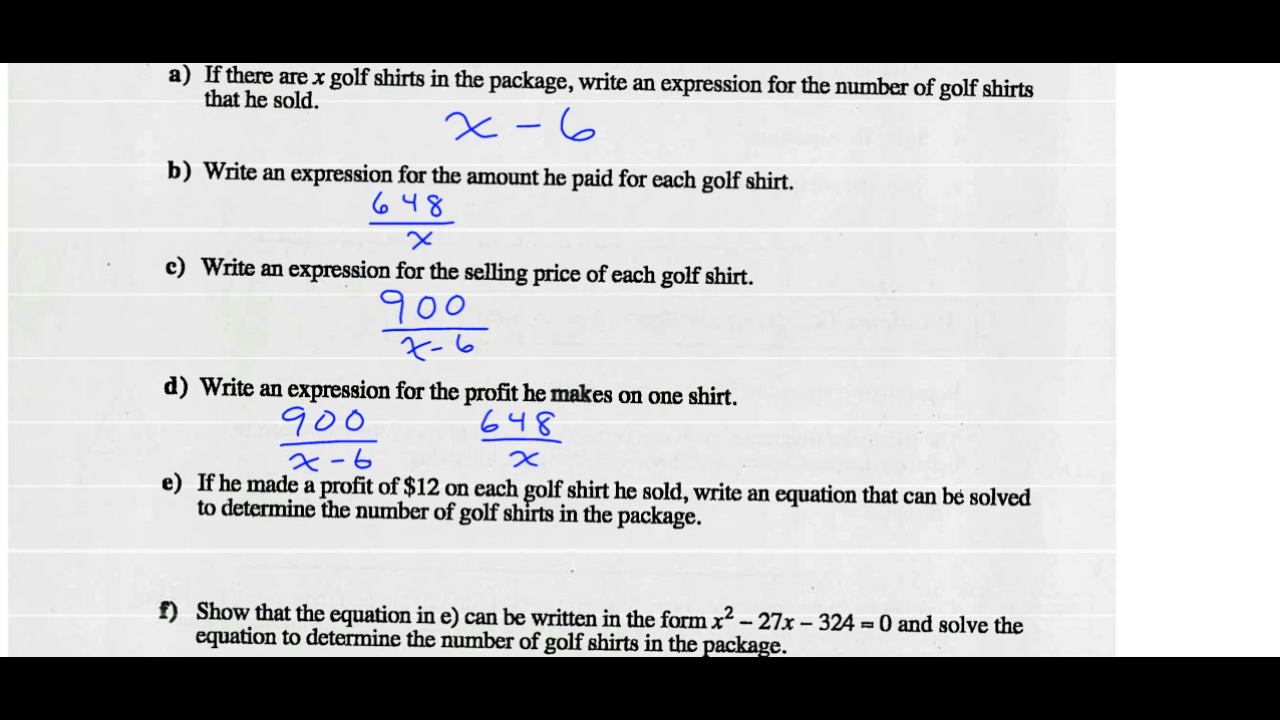 a) If there are x golf shirts in the package, write an expression for the number of golf shirts
that he sold.
x - 6
b) Write an expression for the amount he paid for each golf shirt.
648
x
c) Write an expression for the selling price of each golf shirt.
900
x - 6
d) Write an expression for the profit he makes on one shirt.
900 648
x - 6 x
e) If he made a profit of $12 on each golf shirt he sold, write an equation that can be solved
to determine the number of golf shirts in the package.
f) Show that the equation in e) can be written in the form x² – 27x – 324 = 0 and solve the
equation to determine the number of golf shirts in the package.